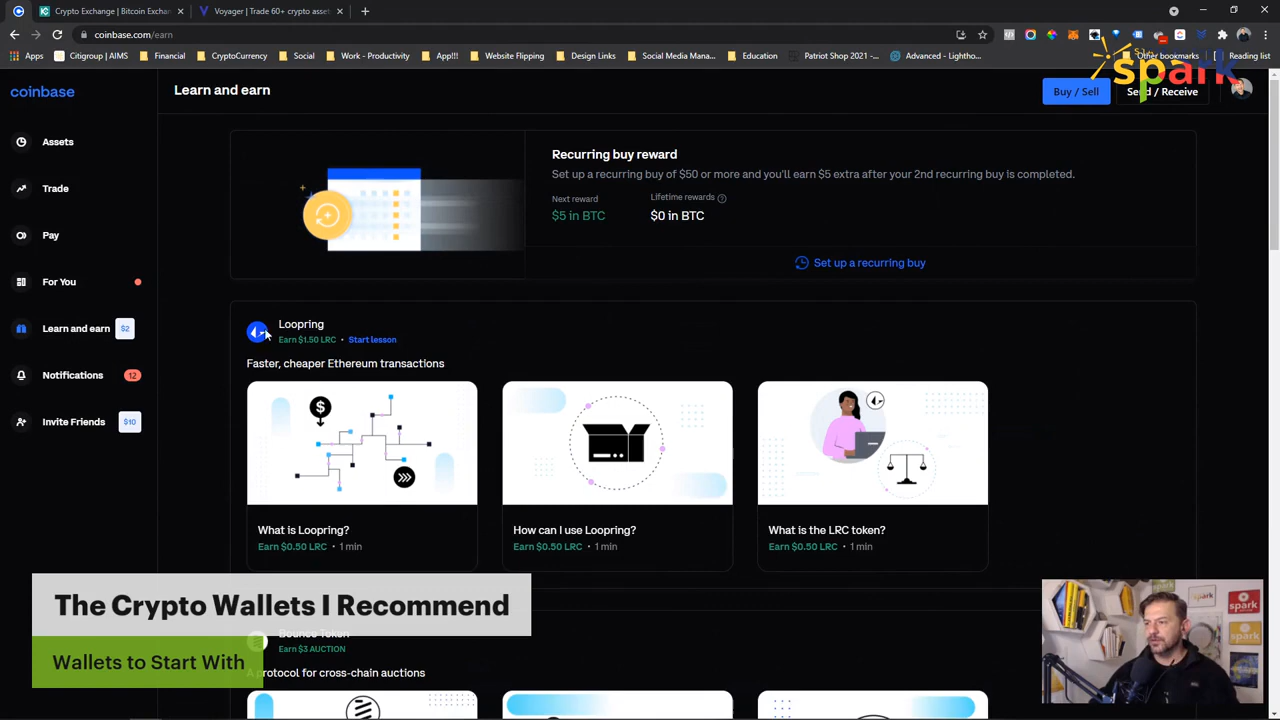 Crypto Exchange | Bitcoin Exchan
Voyager | Trade 60+ crypto asset
coinbase.com/earn
Apps
Citigroup | AIMS
Financial
CryptoCurrency
Social
Work - Productivity
App!!!
Website Flipping
Design Links
Social Media Mana...
Education
Patriot Shop 2021 -...
Advanced - Lightho...
Other bookmarks
Reading list
spark
coinbase
Learn and earn
Buy / Sell
Send / Receive
Assets
Trade
Pay
For You
Learn and earn $2
Notifications 12
Invite Friends $10
Recurring buy reward
Set up a recurring buy of $50 or more and you'll earn $5 extra after your 2nd recurring buy is completed.
Next reward
Lifetime rewards
$5 in BTC
$0 in BTC
Set up a recurring buy
Loopring
Earn $1.50 LRC • Start lesson
Faster, cheaper Ethereum transactions
What is Loopring?
Earn $0.50 LRC • 1 min
How can I use Loopring?
Earn $0.50 LRC • 1 min
What is the LRC token?
Earn $0.50 LRC • 1 min
The Crypto Wallets I Recommend
Bounce Token
Earn $3 AUCTION
Wallets to Start With
A protocol for cross-chain auctions
spark
spark
spark